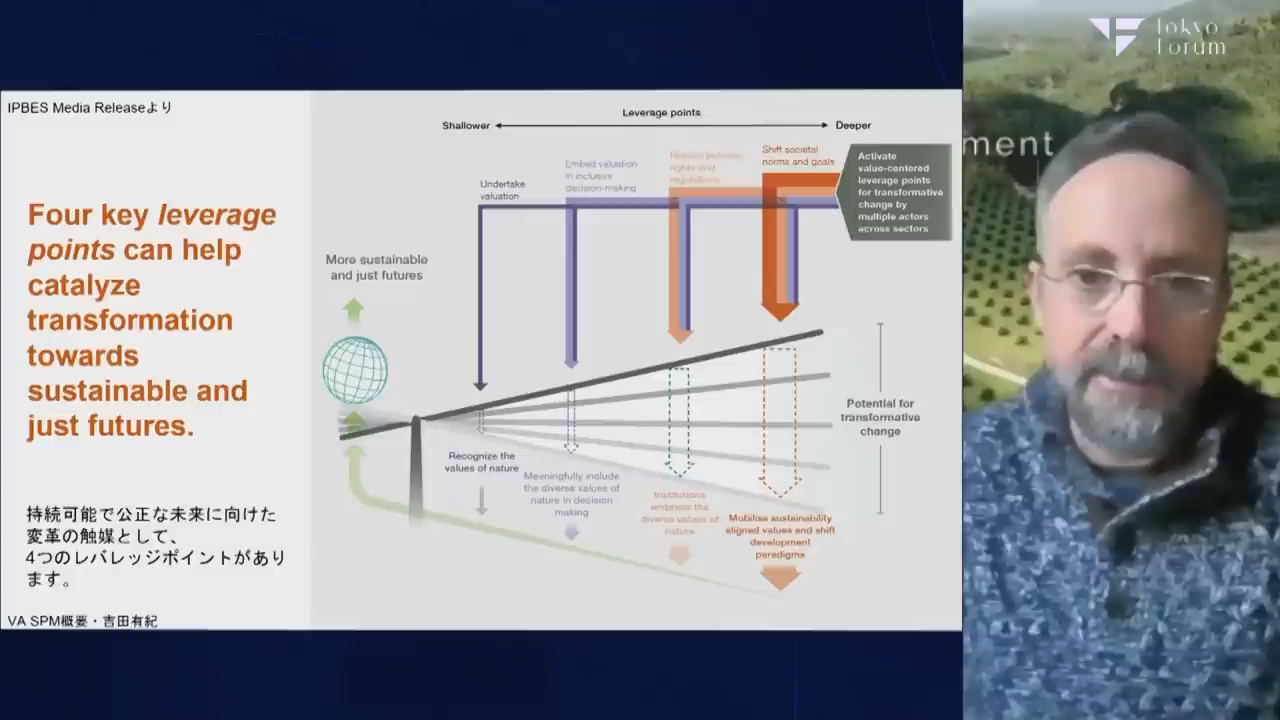 Tokyo
Forum
ment
IPBES Media Releaseより
Four key leverage
points can help
catalyze
transformation
towards
sustainable and
just futures.
持続可能で公正な未来に向けた
変革の触媒として、
4つのレバレッジポイントがあり
ます。
VA SPM概要・吉田有紀
Leverage points
Shallower
Deeper
Undertake
valuation
Embed valuation
in inclusive
decision-making
Reform policies,
rights and
regulations
Shift societal
norms and goals
Activate
value-centered
leverage points
for transformative
change by
multiple actors
across sectors
More sustainable
and just futures
Potential for
transformative
change
Recognize the
values of nature
Meaningfully include
the diverse values of
nature in decision
making
Institutions
embrace the
diverse values of
nature
Mobilise sustainability
aligned values and shift
development
paradigms